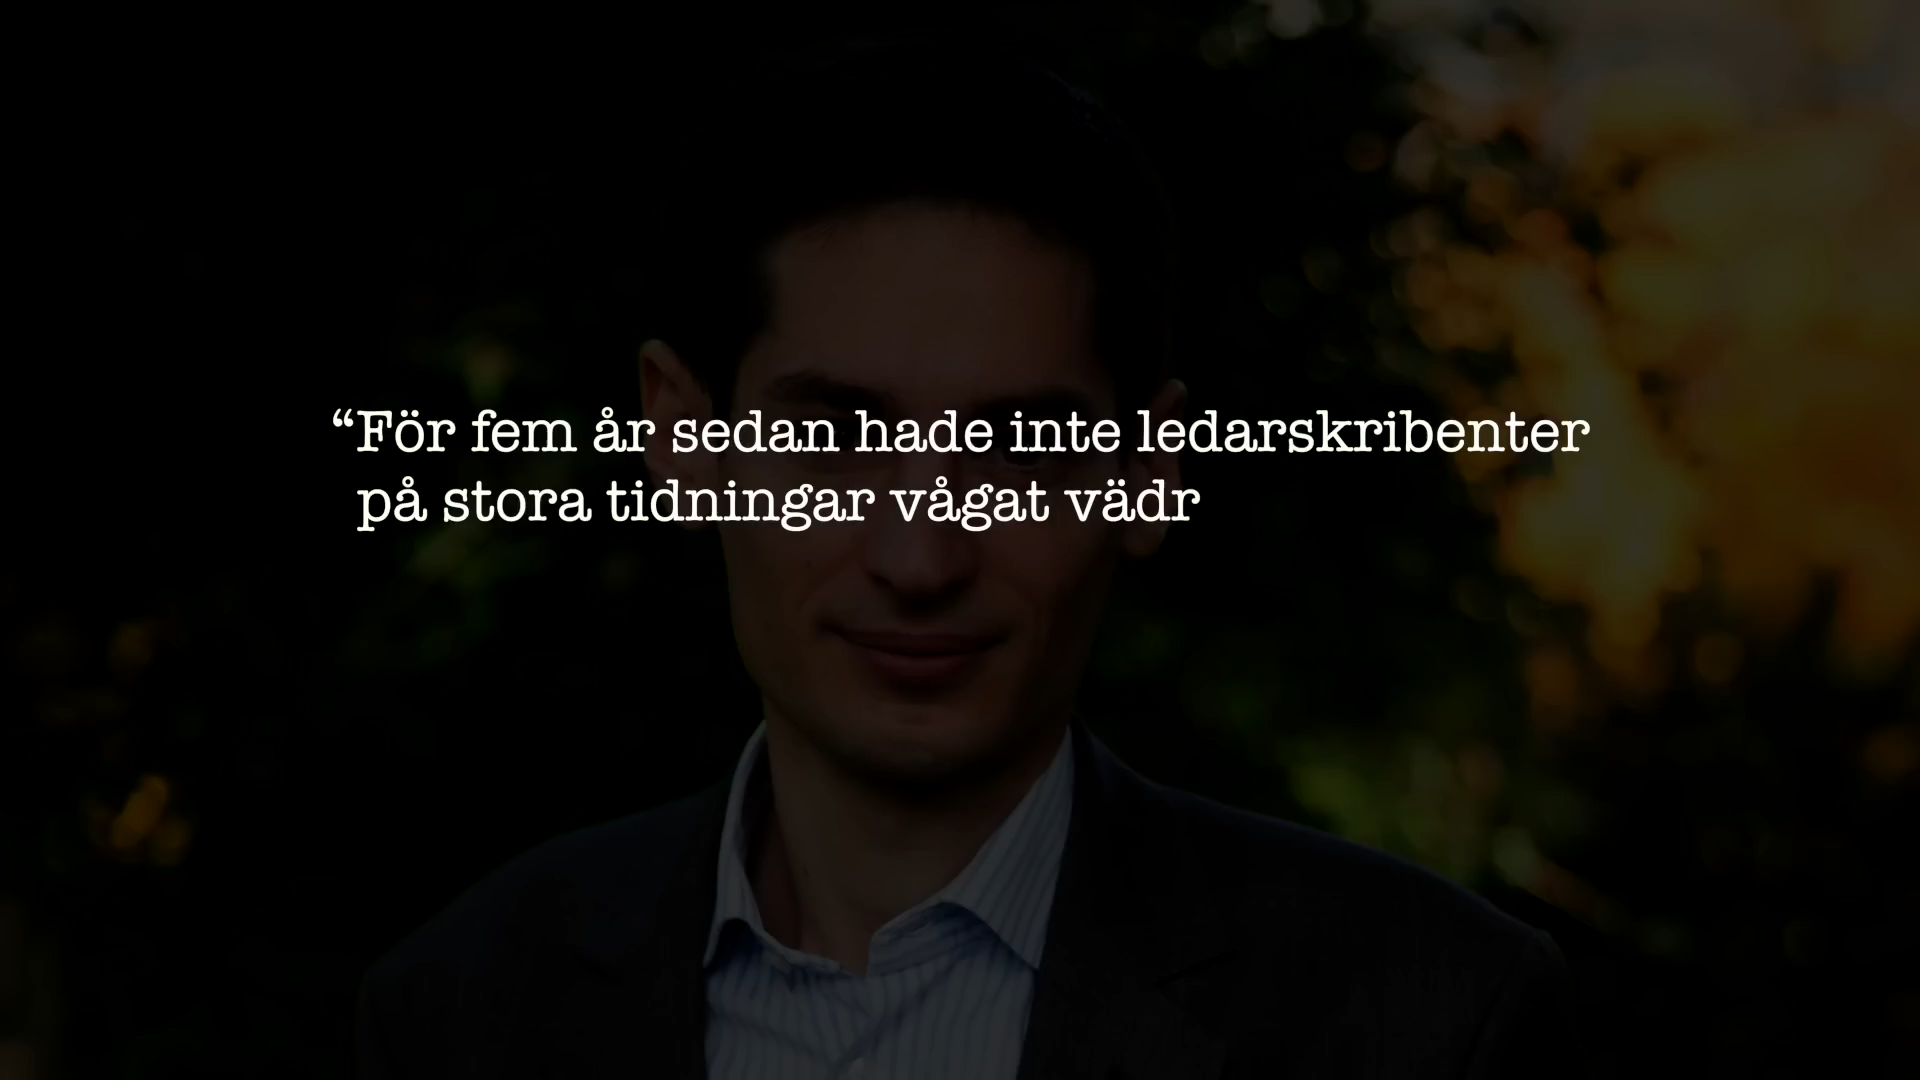 “För fem år sedan hade inte ledarskribenter
på stora tidningar vågat vädr